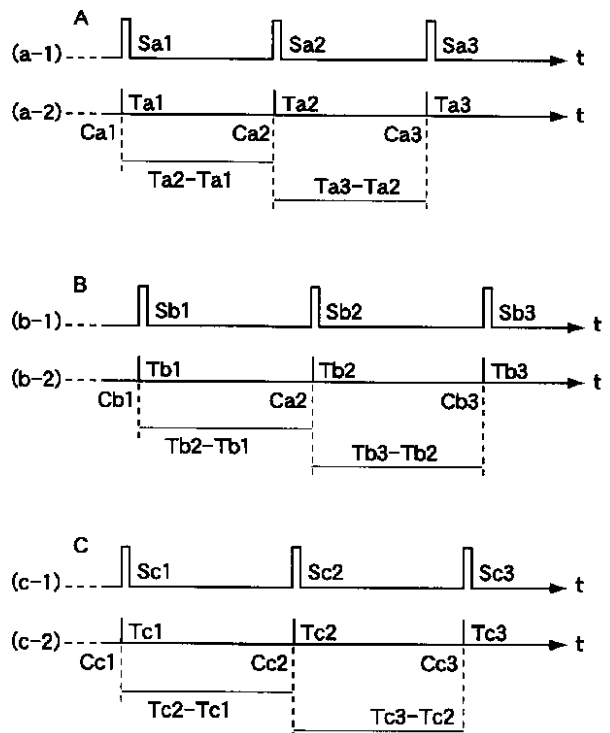 A
(a-1) Sa1 Sa2 Sa3 t
(a-2) Ta1 Ta2 Ta3 t
Ca1 Ca2 Ca3
Ta2-Ta1 Ta3-Ta2
B
(b-1) Sb1 Sb2 Sb3 t
(b-2) Tb1 Tb2 Tb3 t
Cb1 Ca2 Cb3
Tb2-Tb1 Tb3-Tb2
C
(c-1) Sc1 Sc2 Sc3 t
(c-2) Tc1 Tc2 Tc3 t
Cc1 Cc2 Cc3
Tc2-Tc1 Tc3-Tc2